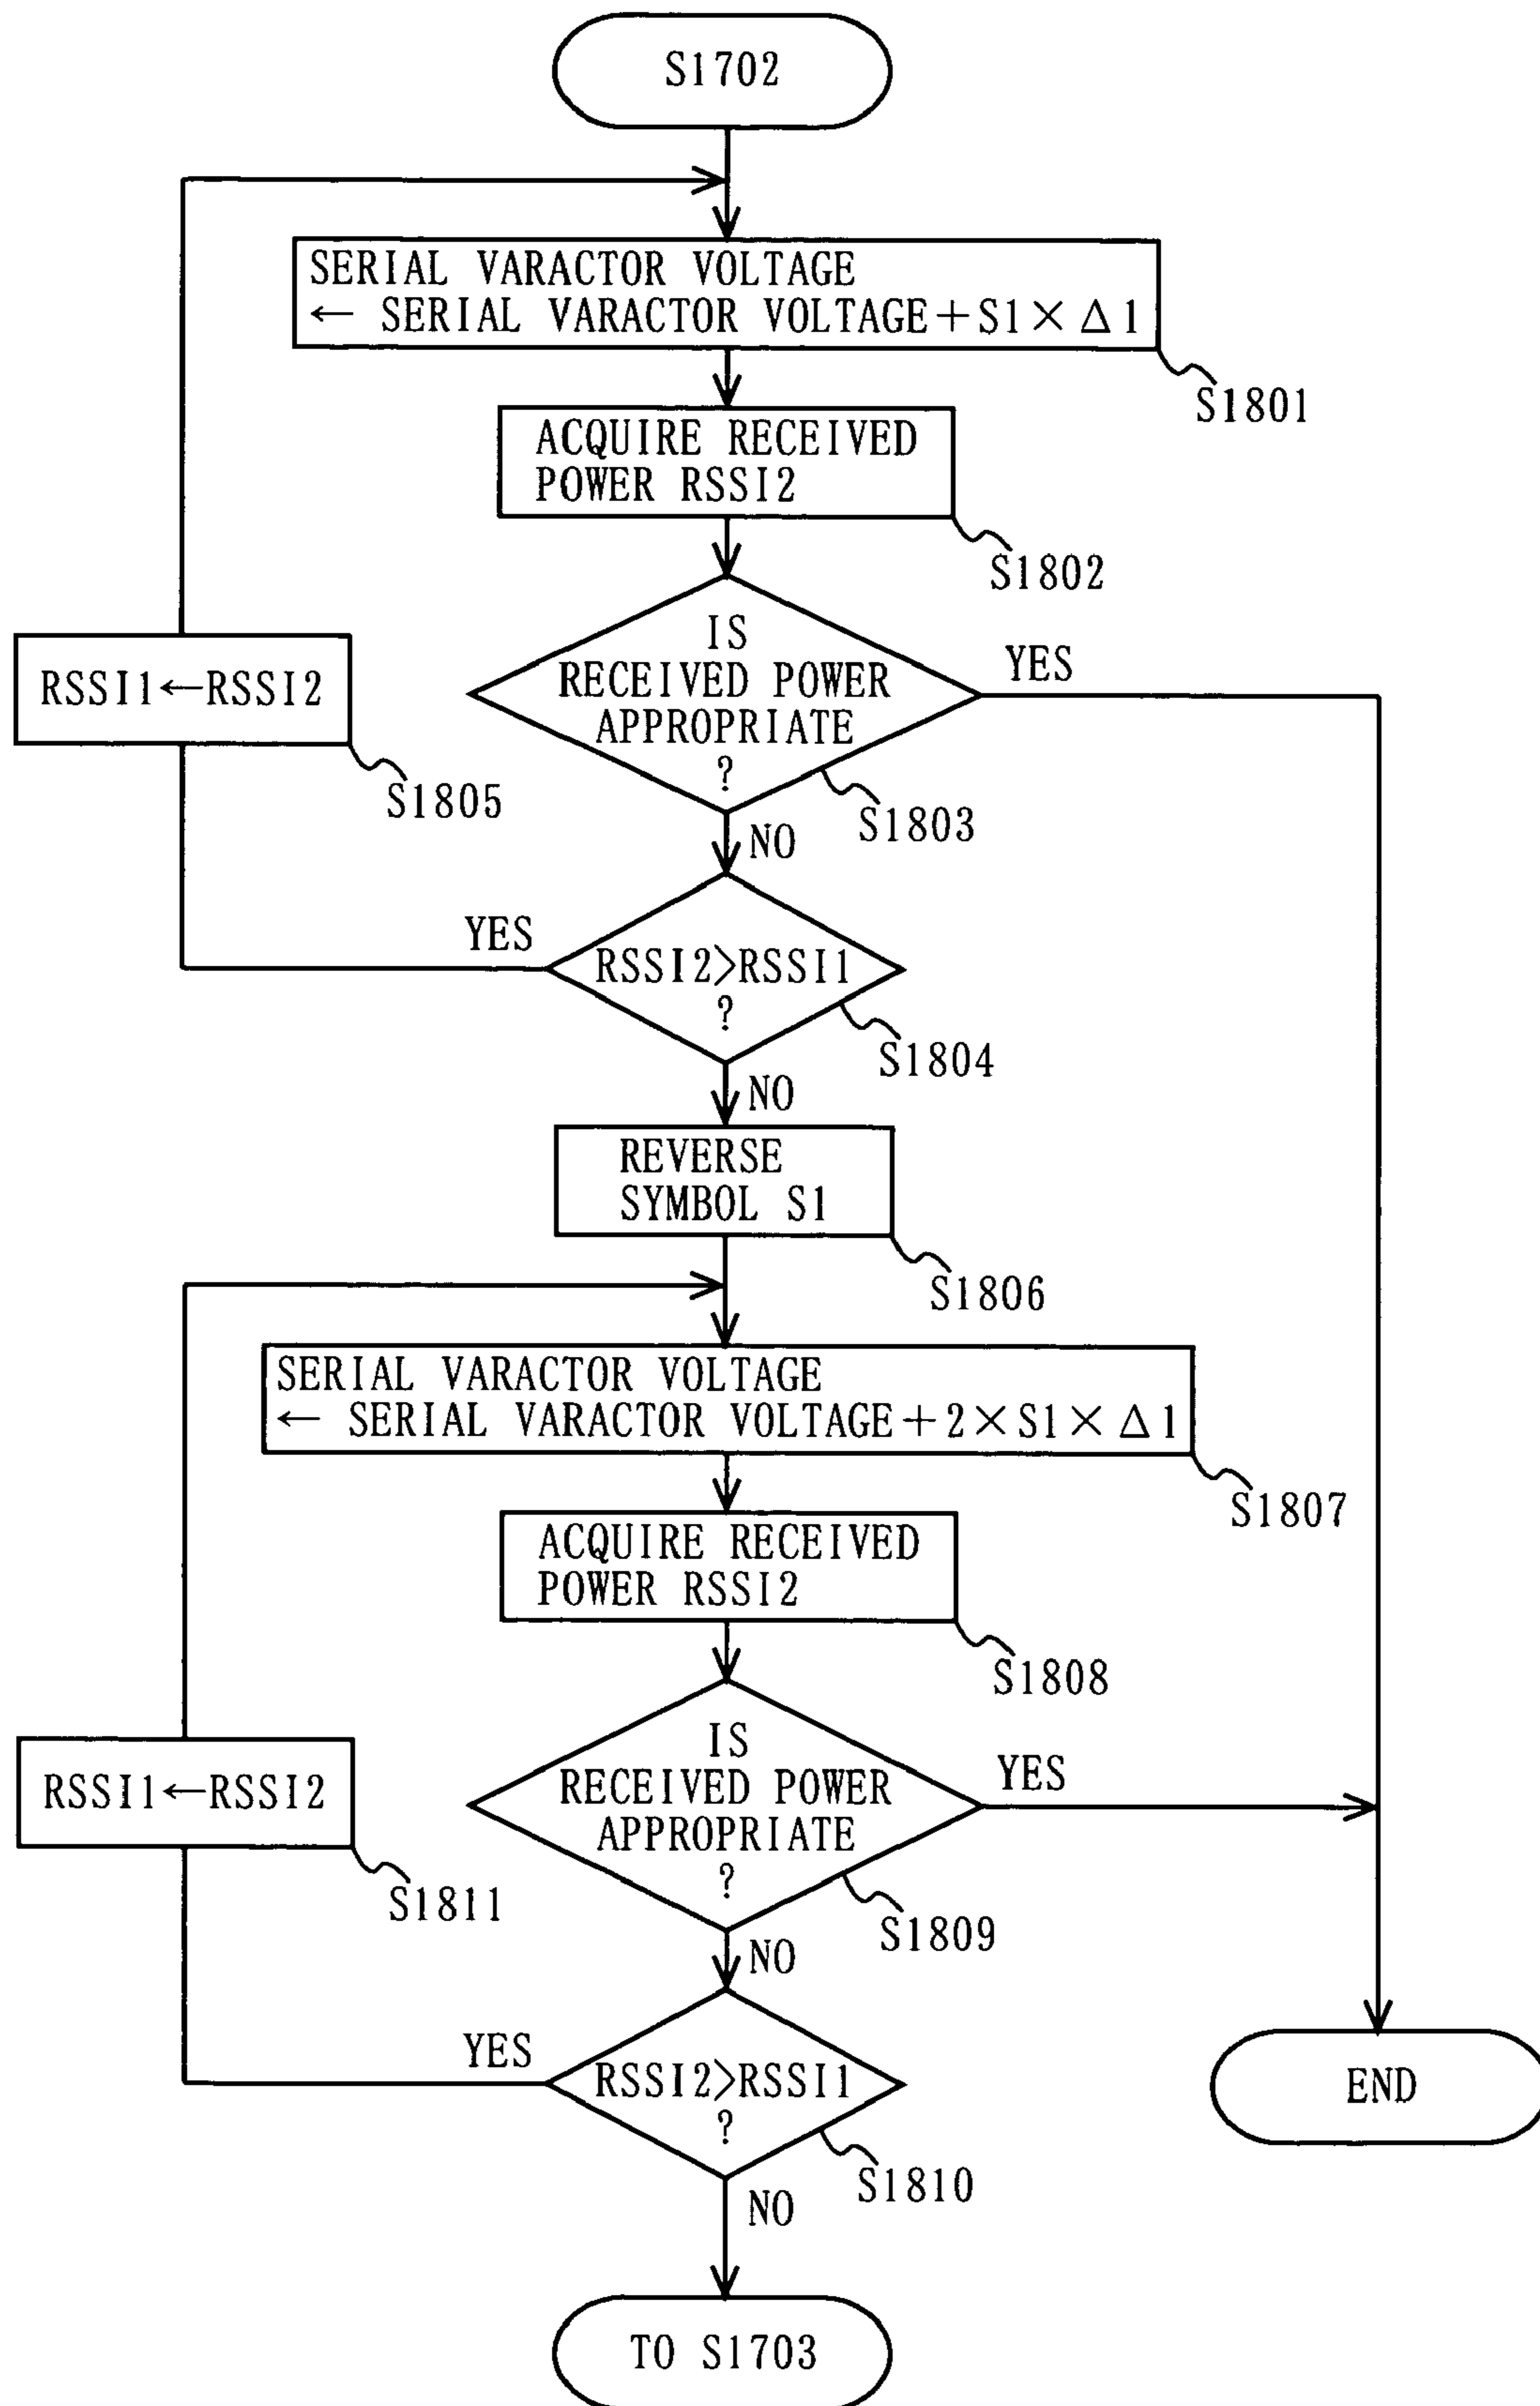 S1702
SERIAL VARACTOR VOLTAGE
← SERIAL VARACTOR VOLTAGE+S1×Δ1
S1801
ACQUIRE RECEIVED
POWER RSSI2
S1802
IS
RECEIVED POWER
APPROPRIATE
?
YES
S1803
NO
RSSI1←RSSI2
S1805
YES
RSSI2>RSSI1
?
S1804
NO
REVERSE
SYMBOL S1
S1806
SERIAL VARACTOR VOLTAGE
← SERIAL VARACTOR VOLTAGE+2×S1×Δ1
S1807
ACQUIRE RECEIVED
POWER RSSI2
S1808
IS
RECEIVED POWER
APPROPRIATE
?
YES
S1809
NO
RSSI1←RSSI2
S1811
YES
RSSI2>RSSI1
?
S1810
NO
END
TO S1703